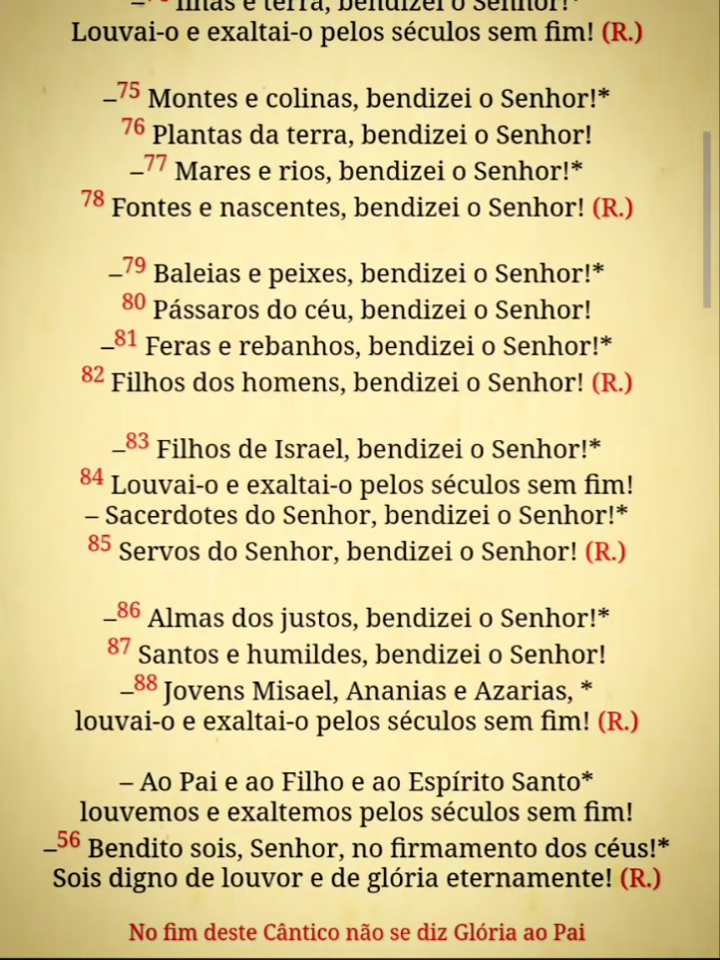 e terra, bendizei o Senhor!*
Louvai-o e exaltai-o pelos séculos sem fim! (R.)
–75 Montes e colinas, bendizei o Senhor!*
76 Plantas da terra, bendizei o Senhor!
–77 Mares e rios, bendizei o Senhor!*
78 Fontes e nascentes, bendizei o Senhor! (R.)
–79 Baleias e peixes, bendizei o Senhor!*
80 Pássaros do céu, bendizei o Senhor!
–81 Feras e rebanhos, bendizei o Senhor!*
82 Filhos dos homens, bendizei o Senhor! (R.)
–83 Filhos de Israel, bendizei o Senhor!*
84 Louvai-o e exaltai-o pelos séculos sem fim!
– Sacerdotes do Senhor, bendizei o Senhor!*
85 Servos do Senhor, bendizei o Senhor! (R.)
–86 Almas dos justos, bendizei o Senhor!*
87 Santos e humildes, bendizei o Senhor!
–88 Jovens Misael, Ananias e Azarias, *
louvai-o e exaltai-o pelos séculos sem fim! (R.)
– Ao Pai e ao Filho e ao Espírito Santo*
louvemos e exaltemos pelos séculos sem fim!
–56 Bendito sois, Senhor, no firmamento dos céus!*
Sois digno de louvor e de glória eternamente! (R.)
No fim deste Cântico não se diz Glória ao Pai